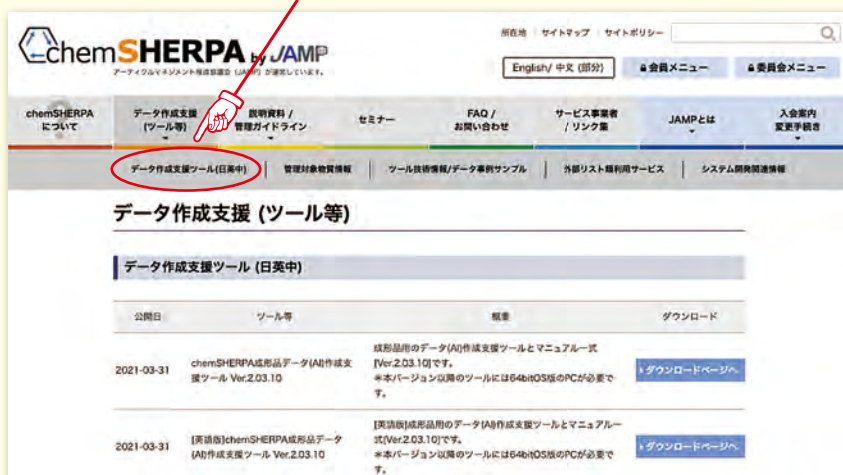 chemSHERPA by JAMP
アーティクルマネジメント推進協議会 (JAMP) が運営しています。
所在地 サイトマップ サイトポリシー
English/ 中文 (部分) 会員メニュー 委員会メニュー
chemSHERPA
について
データ作成支援
(ツール等)
説明資料 /
管理ガイドライン
セミナー
FAQ /
お問い合わせ
サービス事業者
/ リンク集
JAMPとは
入会案内
変更手続き
データ作成支援ツール(日英中) 管理対象物質情報 ツール技術情報/データ事例サンプル 外部リスト類利用サービス システム開発関連情報
データ作成支援 (ツール等)
データ作成支援ツール (日英中)
公開日 ツール等 概要 ダウンロード
2021-03-31
chemSHERPA成形品データ(AI)作成支
援ツール Ver.2.03.10
成形品用のデータ(AI)作成支援ツールとマニュアル一式
[Ver.2.03.10]です。
※本バージョン以降のツールには64bitOS版のPCが必要で
す。
ダウンロードページへ
2021-03-31
[英語版]chemSHERPA成形品データ
(AI)作成支援ツール Ver.2.03.10
[英語版]成形品用のデータ(AI)作成支援ツールとマニュアル一
式(Ver.2.03.10)です。
※本バージョン以降のツールには64bitOS版のPCが必要で
す。
ダウンロードページへ